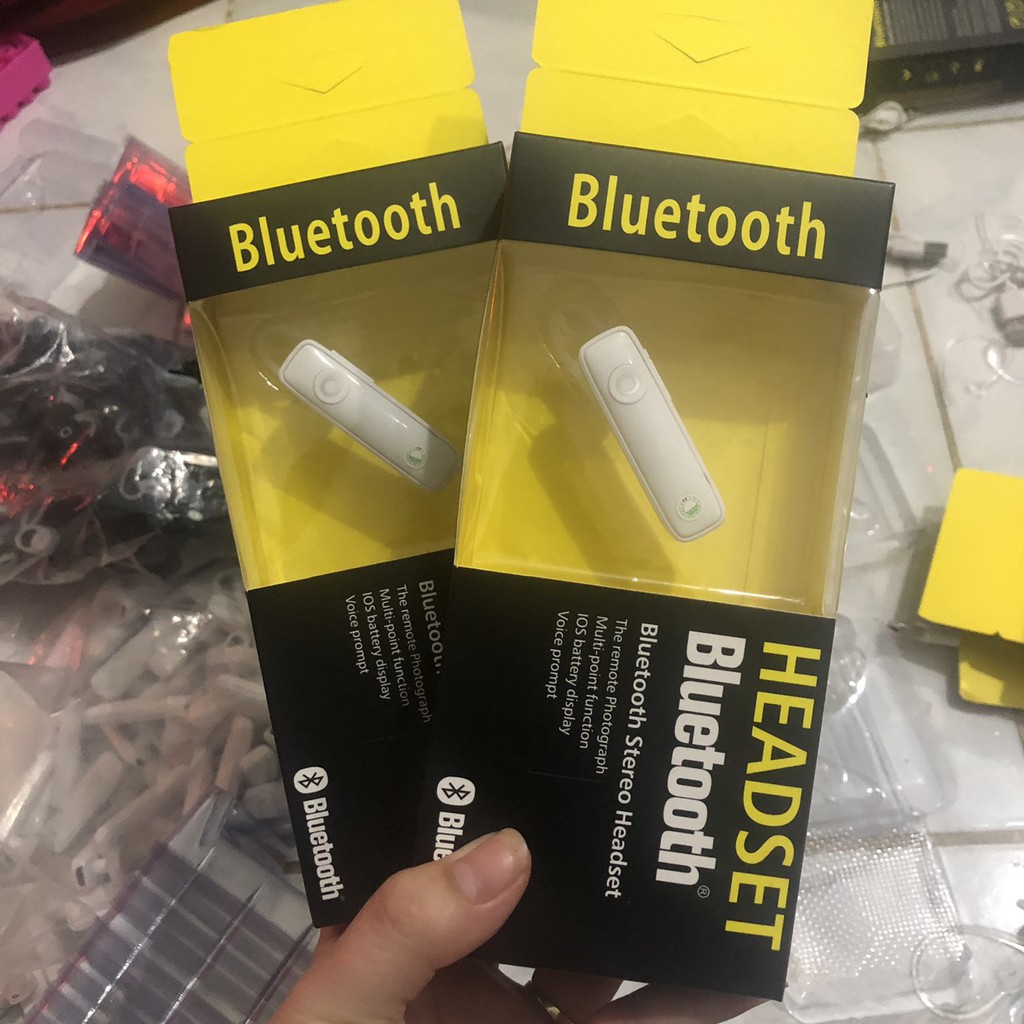 Bluetooth
Bluetooth
Bluetooth
The remote Photograph
Multi-point function
IOS battery display
Voice prompt
Bluetooth
HEADSET
Bluetooth®
Bluetooth Stereo Headset
The remote Photograph
Multi-point function
IOS battery display
Voice prompt